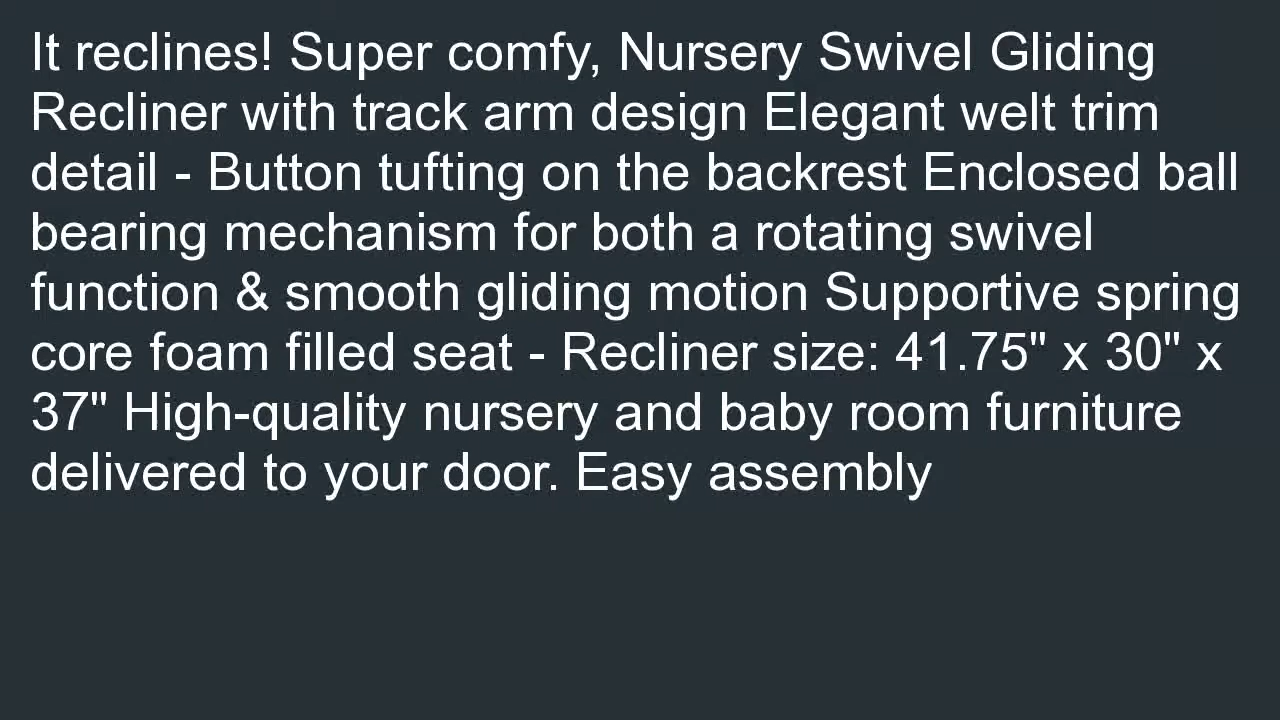 It reclines! Super comfy, Nursery Swivel Gliding
Recliner with track arm design Elegant welt trim
detail - Button tufting on the backrest Enclosed ball
bearing mechanism for both a rotating swivel
function & smooth gliding motion Supportive spring
core foam filled seat - Recliner size: 41.75" x 30" x
37" High-quality nursery and baby room furniture
delivered to your door. Easy assembly